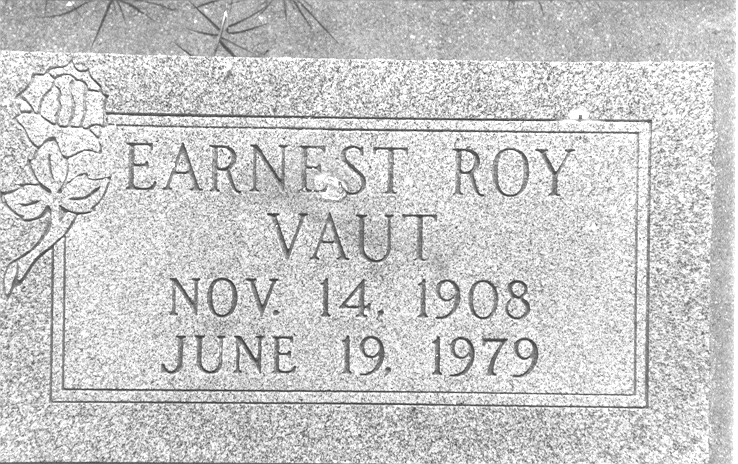 EARNEST ROY
VAUT
NOV. 14, 1908
JUNE 19, 1979